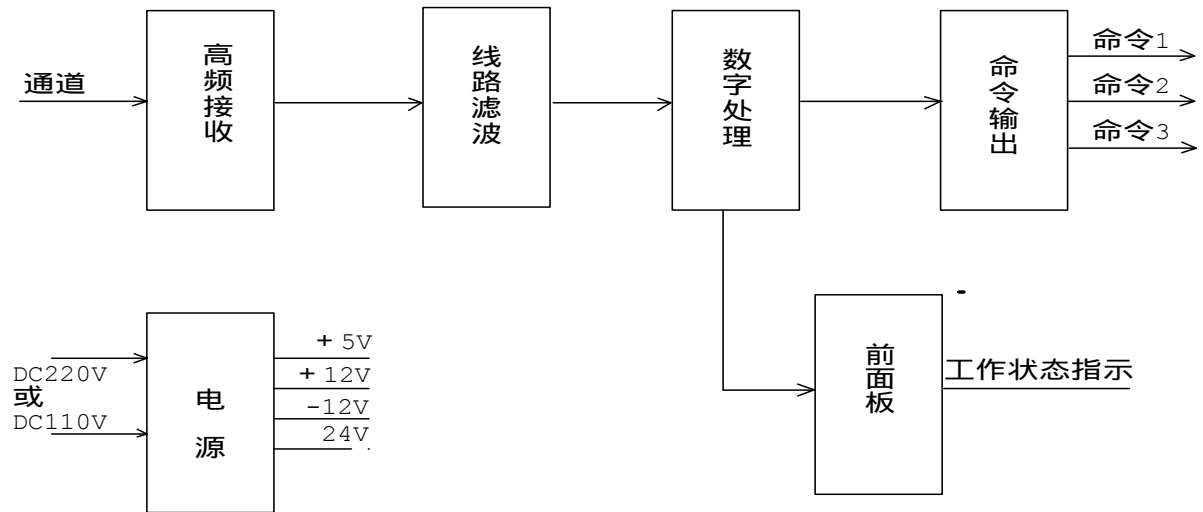 通道
高频接收
线路滤波
数字处理
命令输出
命令1
命令2
命令3
DC220V
或
DC110V
电源
+5V
+12V
-12V
24V
前面板
工作状态指示